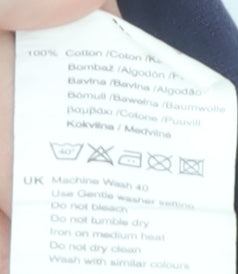 100% Cotton /Coton /Ka
Bombaž /Algodón /
Bavlna /Bavlna /Algodão
Bómull /Bawełna /Baumwolle
βαμβάκι /Cotone /Puuvill
Kokvilna / Medvilnė
40°
UK Machine Wash 40
Use Gentle washer setting
Do not bleach
Do not tumble dry
Iron on medium heat
Do not dry clean
Wash with similar colours